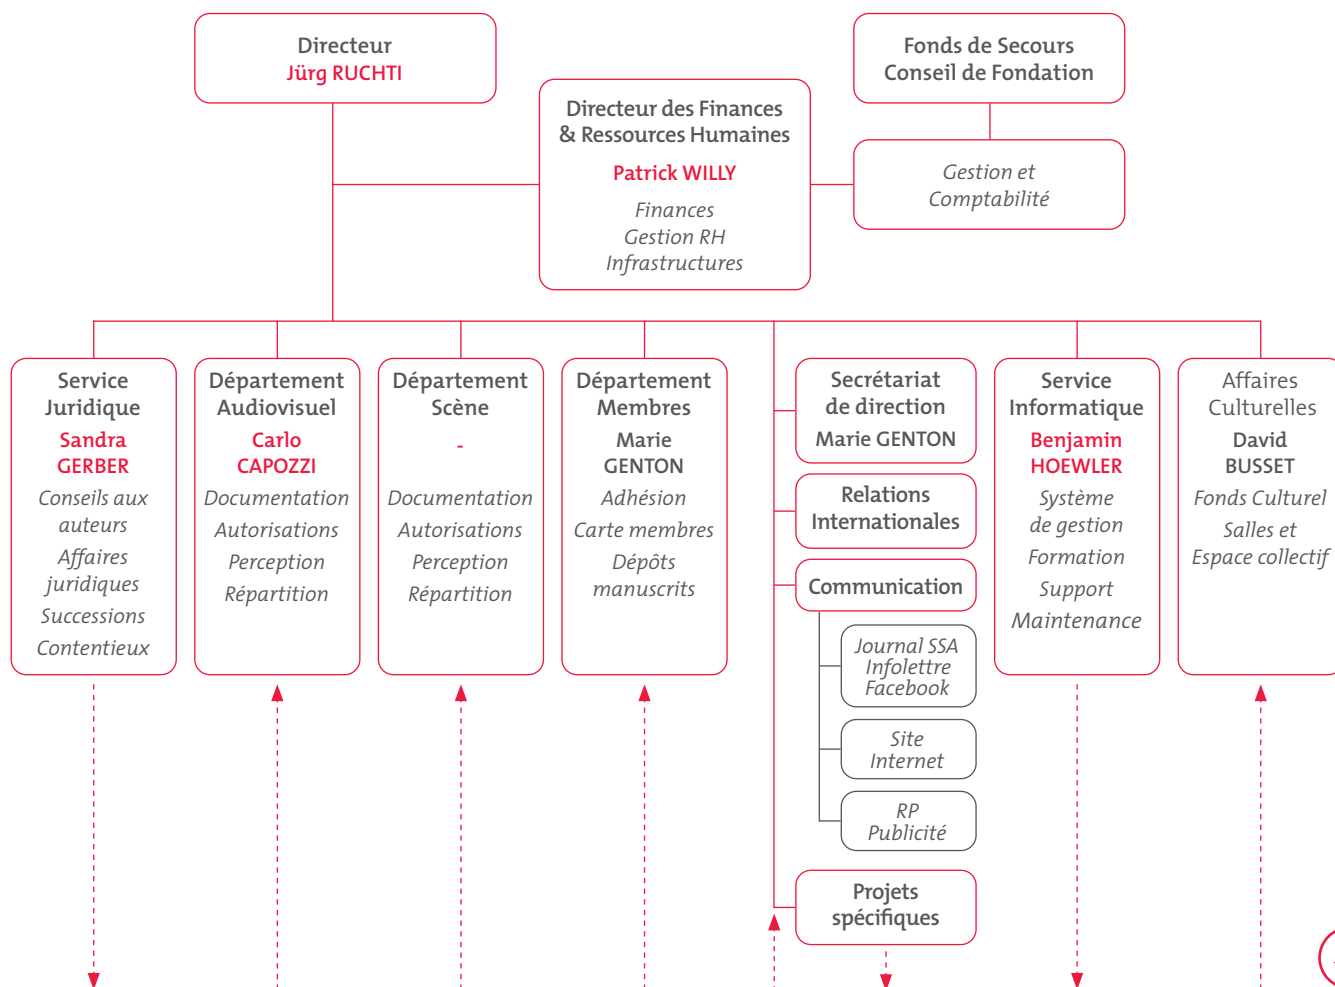 Directeur
Jürg RUCHTI
Fonds de Secours
Conseil de Fondation
Directeur des Finances
& Ressources Humaines
Patrick WILLY
Finances
Gestion RH
Infrastructures
Gestion et
Comptabilité
Service
Juridique
Sandra
GERBER
Conseils aux
auteurs
Affaires
juridiques
Successions
Contentieux
Département
Audiovisuel
Carlo
CAPOZZI
Documentation
Autorisations
Perception
Répartition
Département
Scène
-
Documentation
Autorisations
Perception
Répartition
Département
Membres
Marie
GENTON
Adhésion
Carte membres
Dépôts
manuscrits
Secrétariat
de direction
Marie GENTON
Relations
Internationales
Communication
Journal SSA
Infolettre
Facebook
Site
Internet
RP
Publicité
Projets
spécifiques
Service
Informatique
Benjamin
HOEWLER
Système
de gestion
Formation
Support
Maintenance
Affaires
Culturelles
David
BUSSET
Fonds Culturel
Salles et
Espace collectif